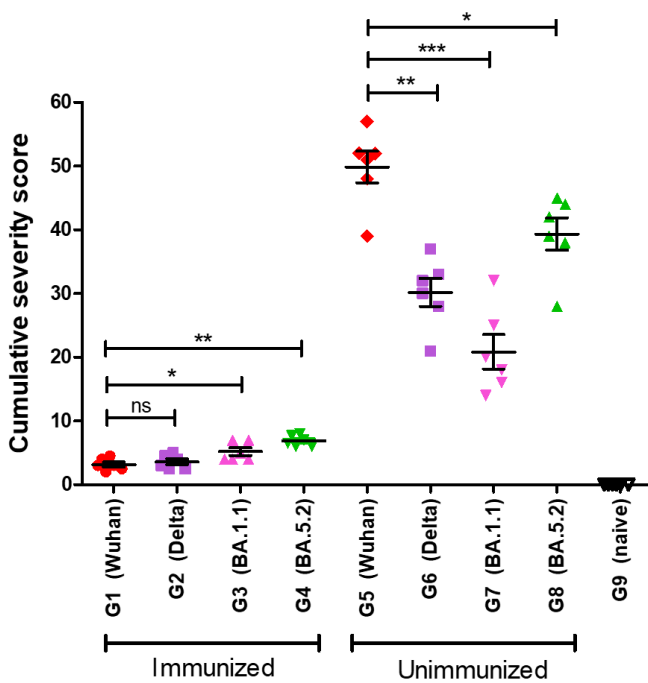 *
***
**
60
50
40
30
20
10
0
Cumulative severity score
**
*
ns
G1 (Wuhan)
G2 (Delta)
G3 (BA.1.1)
G4 (BA.5.2)
G5 (Wuhan)
G6 (Delta)
G7 (BA.1.1)
G8 (BA.5.2)
G9 (naive)
Immunized
Unimmunized